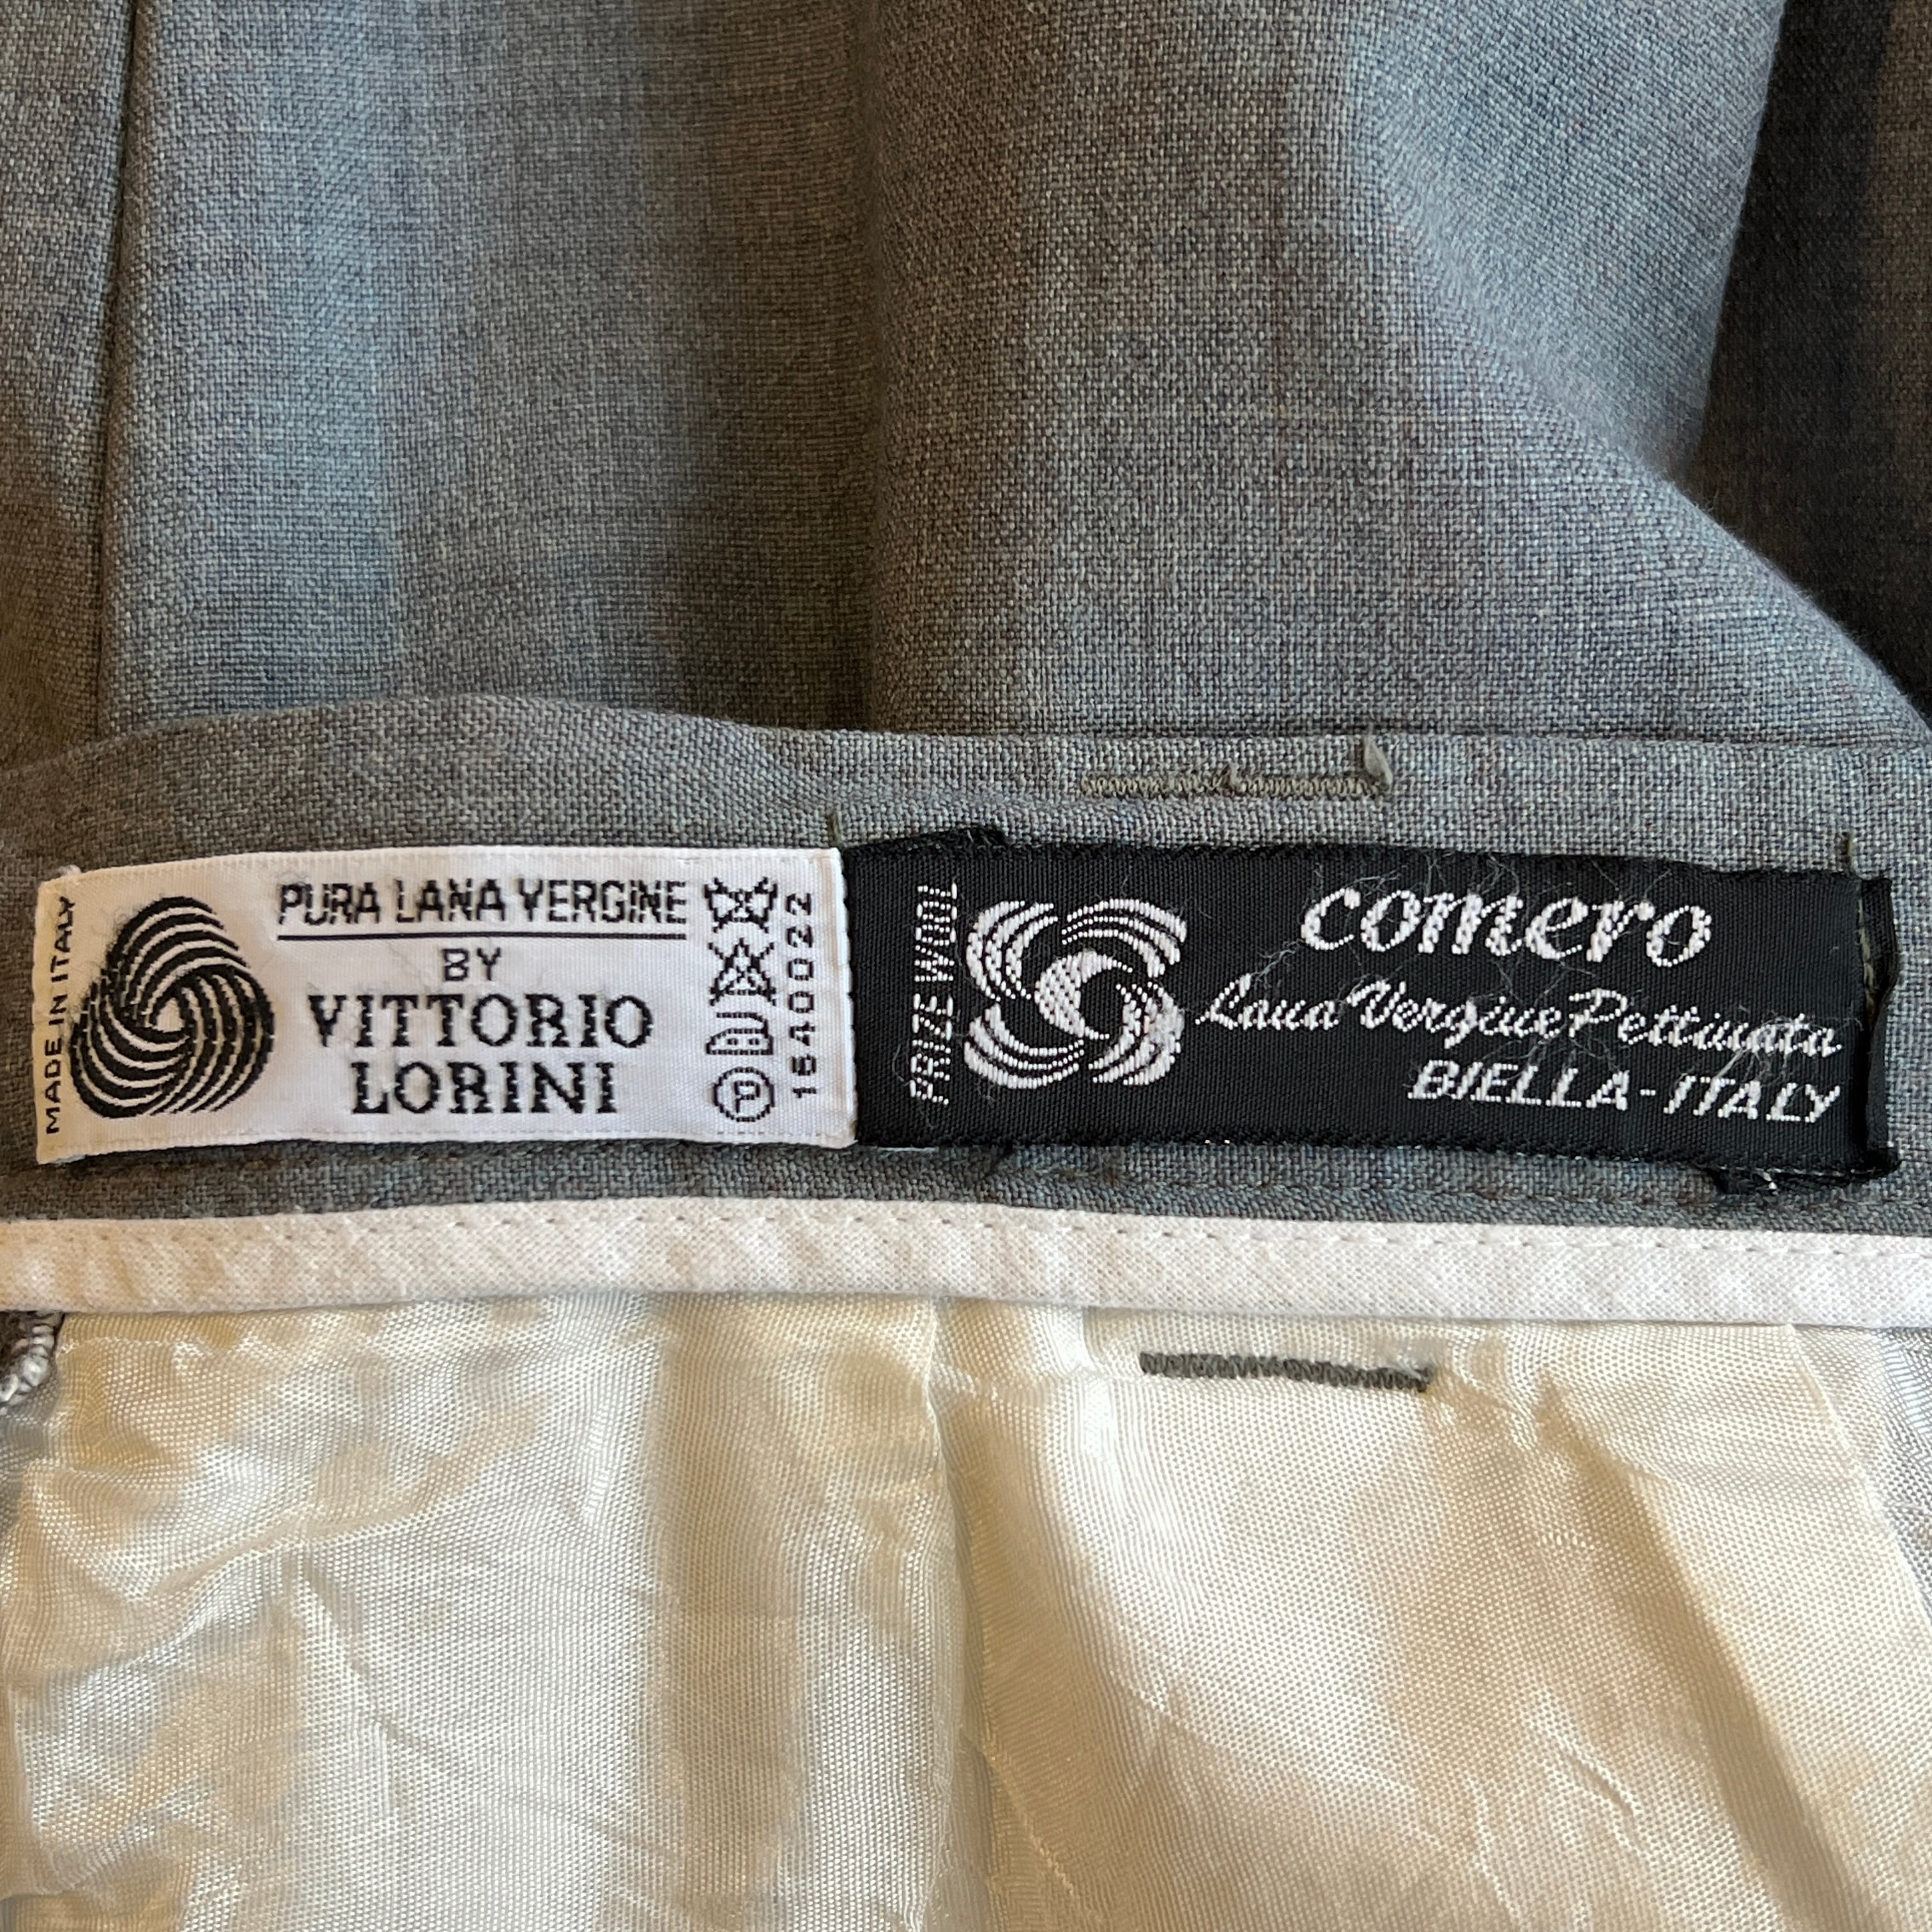 MADE IN ITALY
PURA LANA VERGINE
BY
VITTORIO
LORINI
P
1640022
PRIZE WOOL
comero
Lana Vergine Pettinata
BIELLA-ITALY